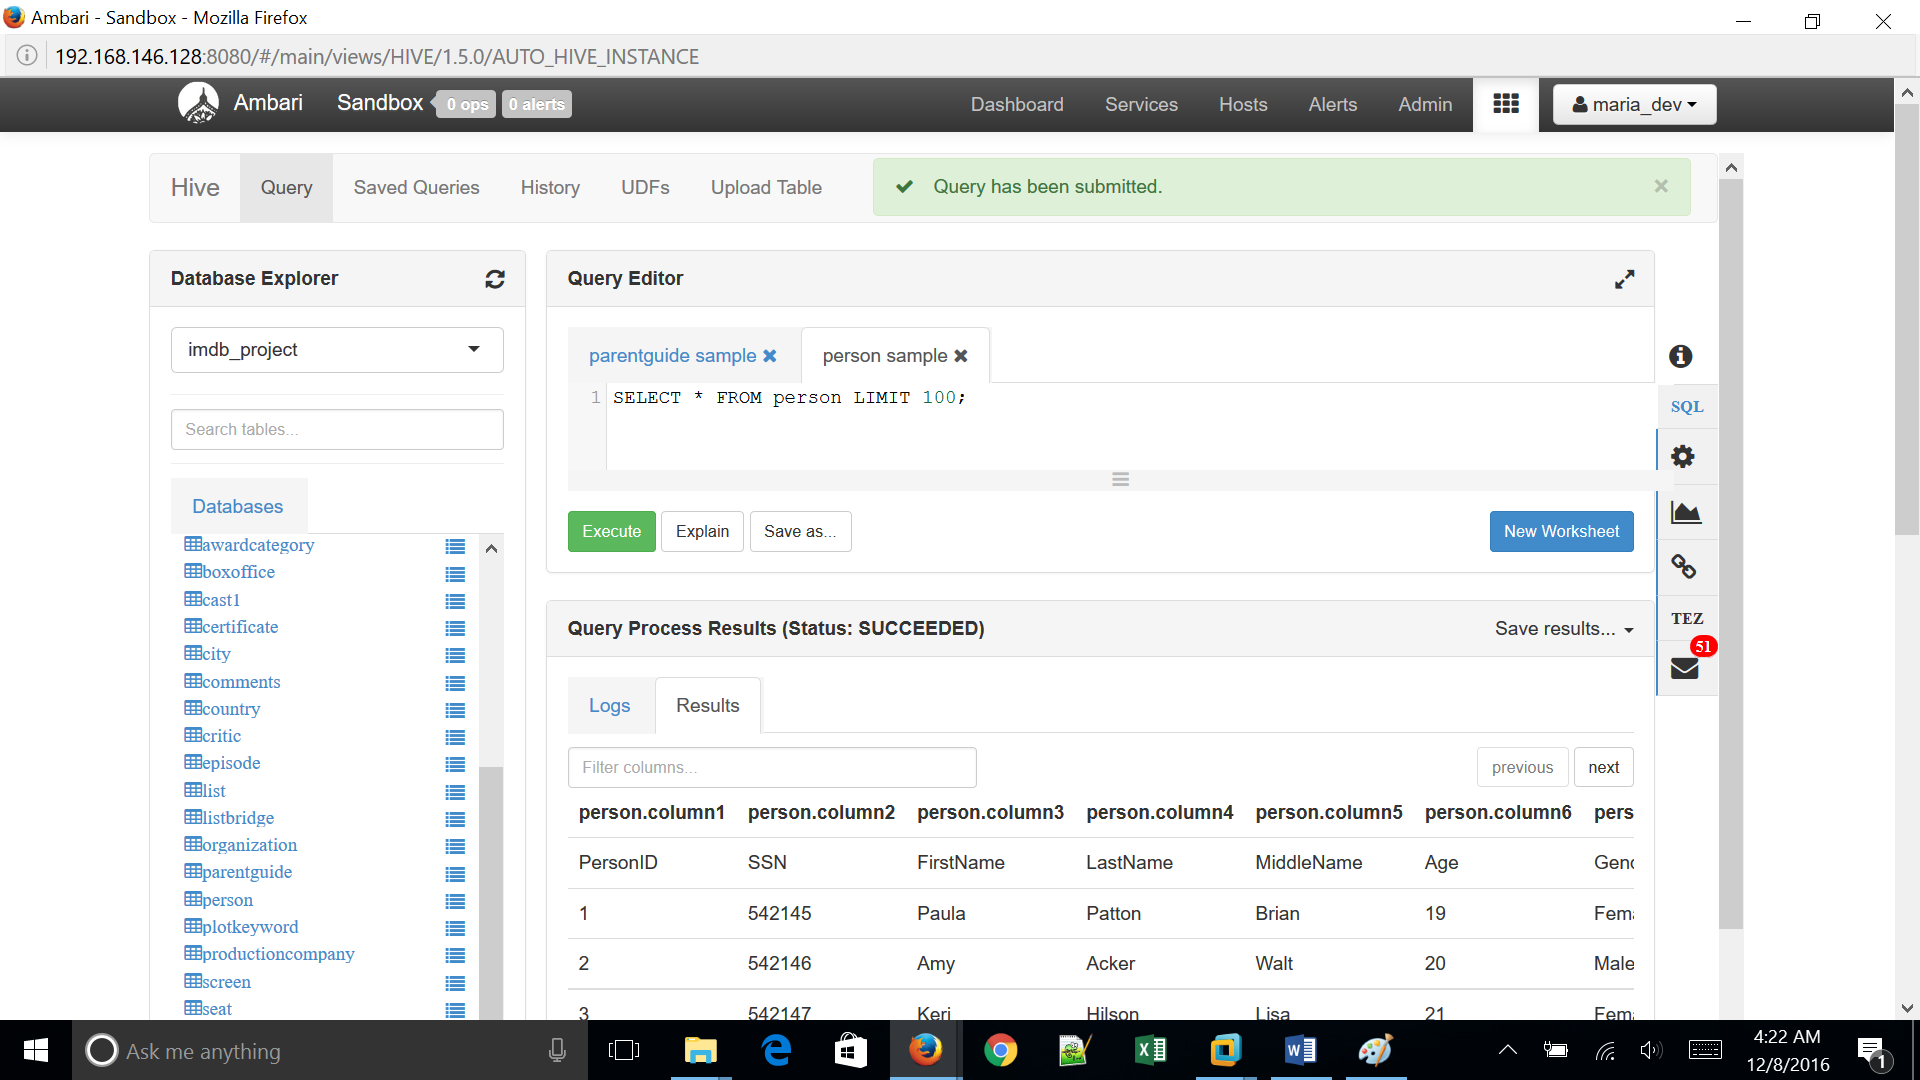 Ambari - Sandbox - Mozilla Firefox
192.168.146.128:8080/#/main/views/HIVE/1.5.0/AUTO_HIVE_INSTANCE
Ambari Sandbox 0 ops 0 alerts Dashboard Services Hosts Alerts Admin maria_dev
Hive Query Saved Queries History UDFs Upload Table Query has been submitted. ×
Database Explorer
imdb_project
Search tables...
Databases
awardcategory
boxoffice
cast1
certificate
city
comments
country
critic
episode
list
listbridge
organization
parentguide
person
plotkeyword
productioncompany
screen
seat
Query Editor
parentguide sample person sample
1 SELECT * FROM person LIMIT 100;
Execute Explain Save as... New Worksheet
SQL
TEZ
51
Query Process Results (Status: SUCCEEDED) Save results...
Logs Results
Filter columns... previous next
person.column1 person.column2 person.column3 person.column4 person.column5 person.column6 pers
PersonID SSN FirstName LastName MiddleName Age Gend
1 542145 Paula Patton Brian 19 Fema
2 542146 Amy Acker Walt 20 Male
3 542147 Keri Hilson Lisa 21 Fema
Ask me anything
4:22 AM
12/8/2016
1